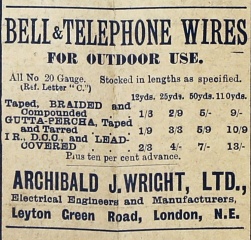 BELL & TELEPHONE WIRES
FOR OUTDOOR USE.
All No 20 Gauge. Stocked in lengths as specified.
(Ref. Letter "C.")
12yds. 25yds. 50yds. 110yds.
Taped, BRAIDED and
Compounded 1/3 2/9 5/- 9/-
GUTTA-PERCHA, Taped
and Tarred 1/9 3/3 5/9 10/9
I R., D.C.O., and LEAD-
COVERED 2/3 4/- 7/- 13/-
Plus ten per cent advance.
ARCHIBALD J. WRIGHT, LTD.,
Electrical Engineers and Manufacturers,
Leyton Green Road, London, N.E.